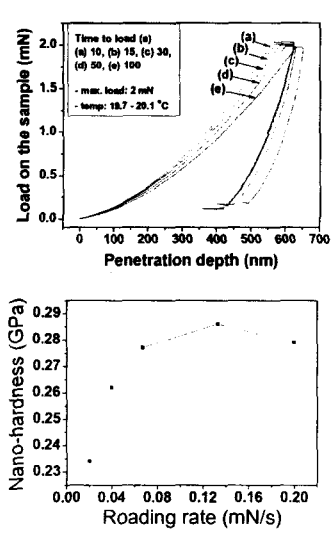 Time to load (s)
(a) 10, (b) 15, (c) 30,
(d) 50, (e) 100
- max. load: 2 mN
- temp: 19.7 - 20.1 °C
(a)
(b)
(c)
(d)
(e)
Load on the sample (mN)
2.0
1.5
1.0
0.5
0.0
0 100 200 300 400 500 600 700
Penetration depth (nm)
Nano-hardness (GPa)
0.29
0.28
0.27
0.26
0.25
0.24
0.23
0.00 0.04 0.08 0.12 0.16 0.20
Roading rate (mN/s)